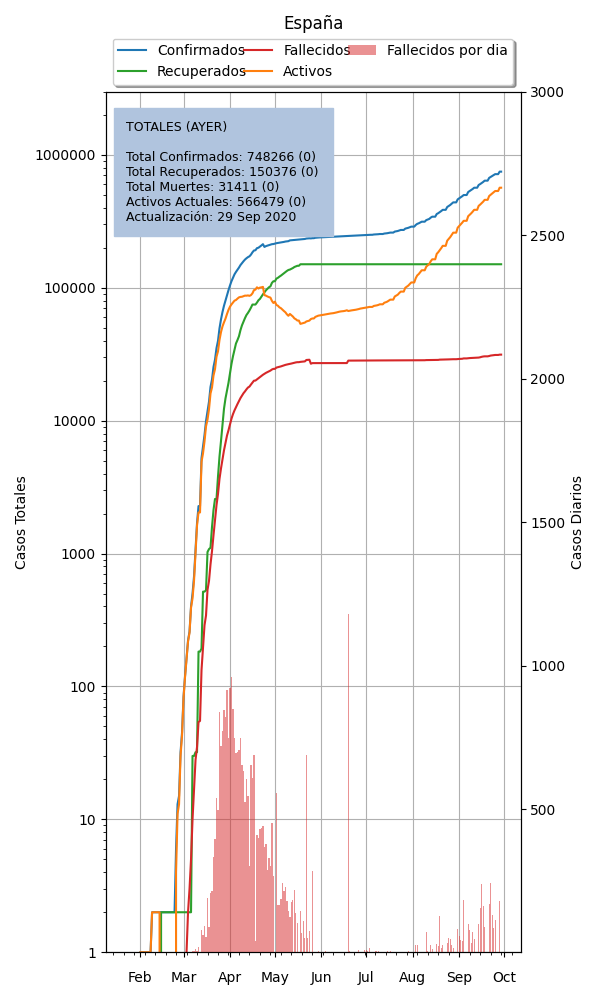 España
Confirmados
Fallecidos
Fallecidos por dia
Recuperados
Activos
TOTALES (AYER)
Total Confirmados: 748266 (0)
Total Recuperados: 150376 (0)
Total Muertes: 31411 (0)
Activos Actuales: 566479 (0)
Actualización: 29 Sep 2020
1000000
100000
10000
1000
100
10
1
Casos Totales
3000
2500
2000
1500
1000
500
Casos Diarios
Feb Mar Apr May Jun Jul Aug Sep Oct